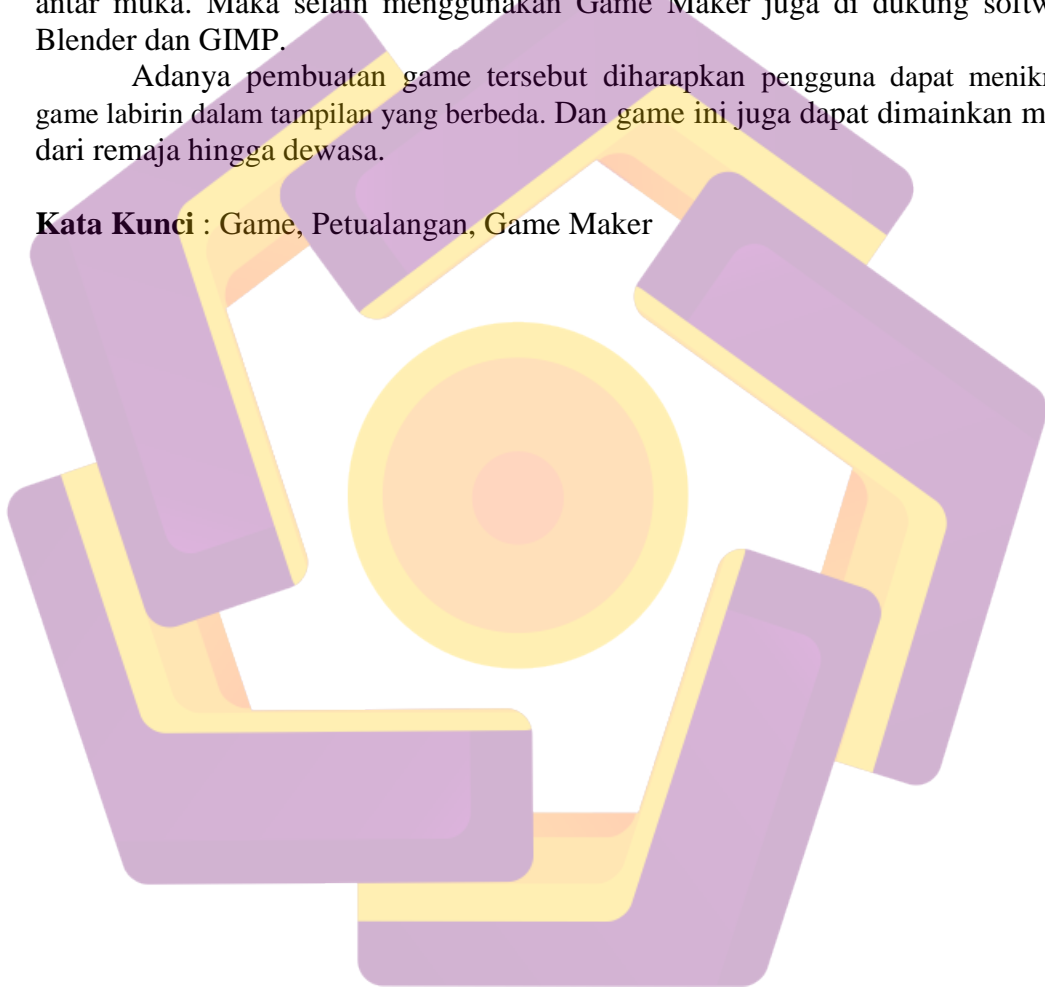 antar muka. Maka selain menggunakan Game Maker juga di dukung
Blender dan GIMP.
Adanya pembuatan game tersebut diharapkan pengguna dapat
game labirin dalam tampilan yang berbeda. Dan game ini juga dapat dimainkan
dari remaja hingga dewasa.
Kata Kunci : Game, Petualangan, Game Maker